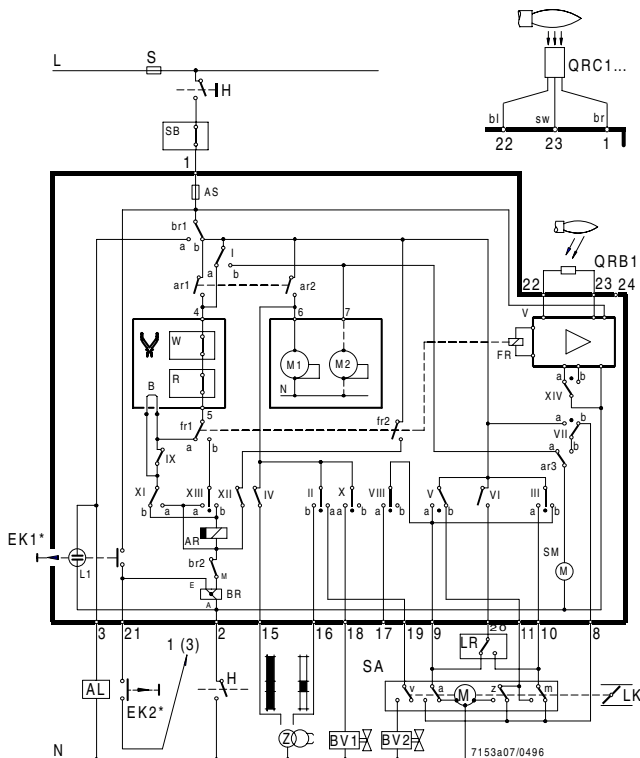 L S
H
QRC1...
SB
bl sw br
22 23 1
1
AS
br1
a b I
a b
QRB1
ar1 ar2
22 23 24
4 6 7
V
W
M1 M2
FR
R
N
B
a b
XIV
5
fr1 fr2
a b
a b
VII
IX
ar3
XI XIII XII IV II X VIII V VI III
b a b a a b a b a b a b a b
AR
EK1*
br2
SM
L1
M
M
E
BR
A
3 21 2 15 16 18 17 19 9 20 11 10 8
1 (3)
LR
H
SA
AL
v a M z m
LK
EK2*
Z
BV1 BV2
N
7153a07/0496